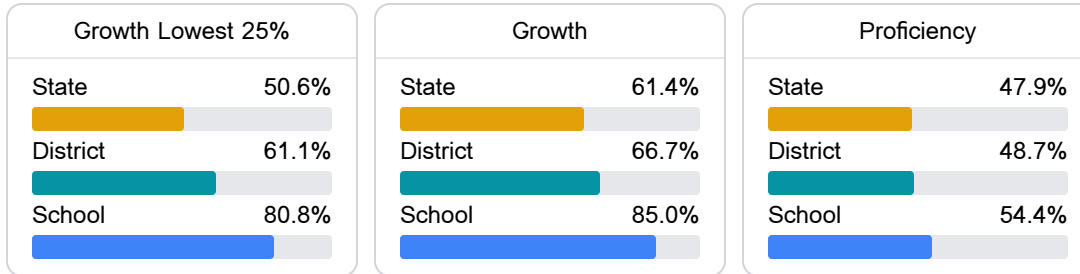 Growth Lowest 25%
State 50.6%
District 61.1%
School 80.8%
Growth
State 61.4%
District 66.7%
School 85.0%
Proficiency
State 47.9%
District 48.7%
School 54.4%